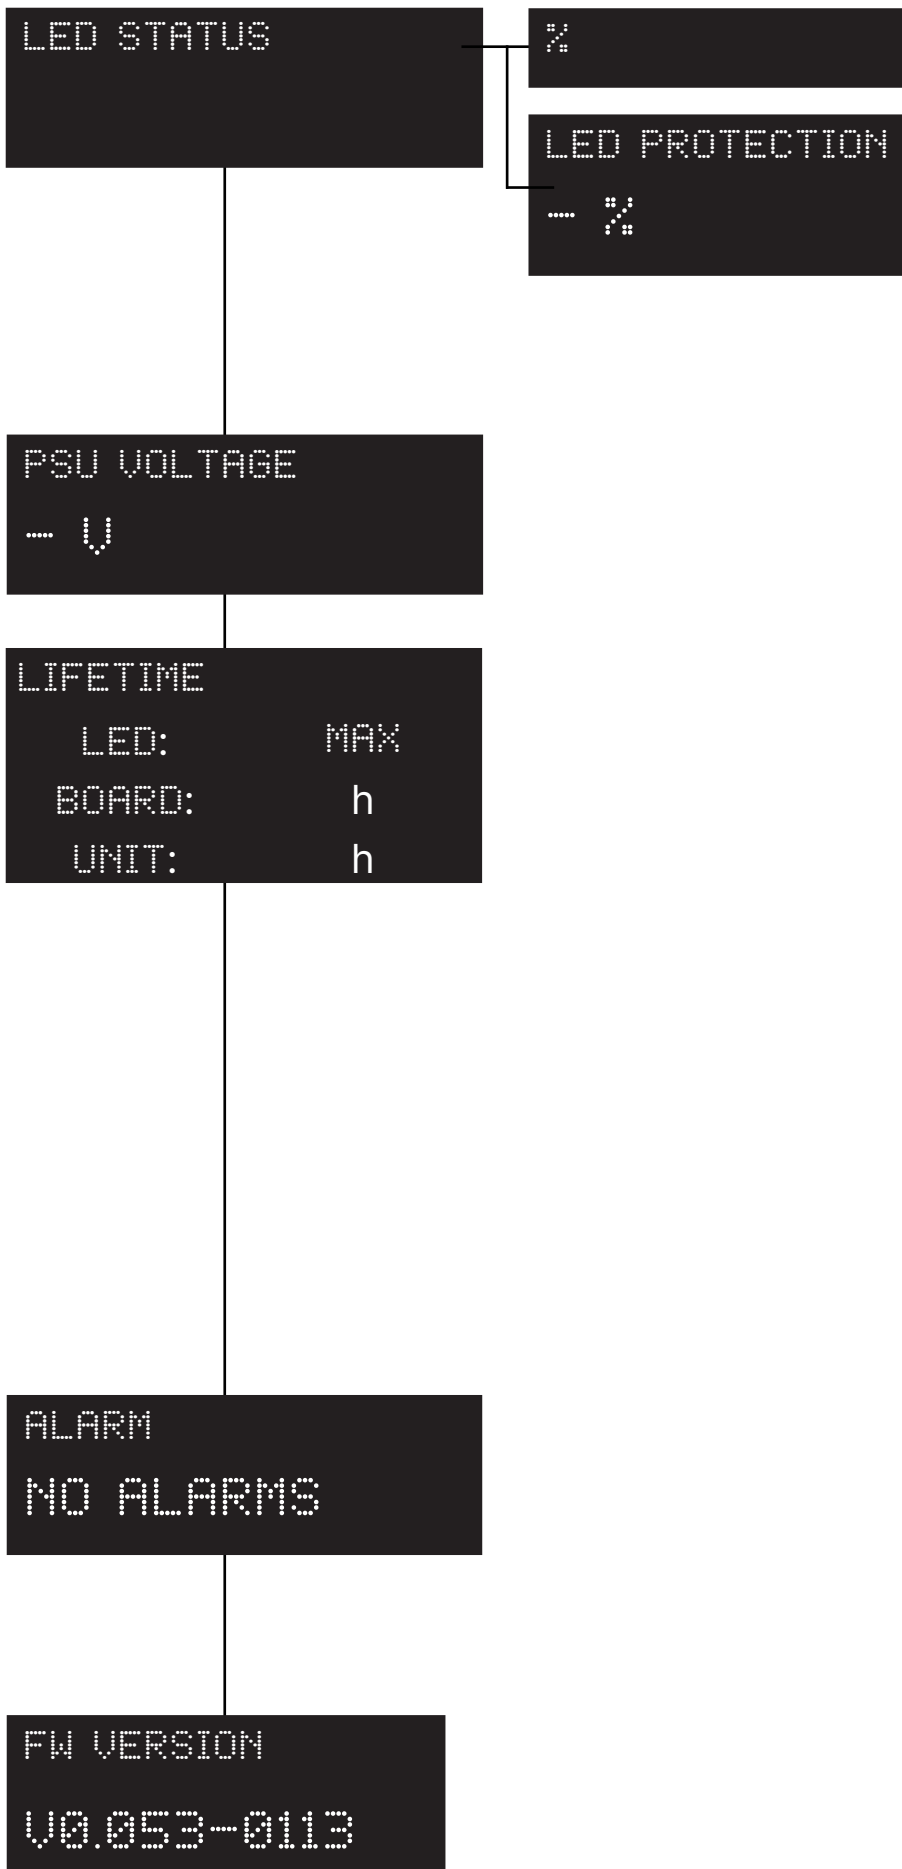 LED STATUS
%
LED PROTECTION
- %
PSU VOLTAGE
- V
LIFETIME
LED: MAX
BOARD: h
UNIT: h
ALARM
NO ALARMS
FW VERSION
V0.053-0113